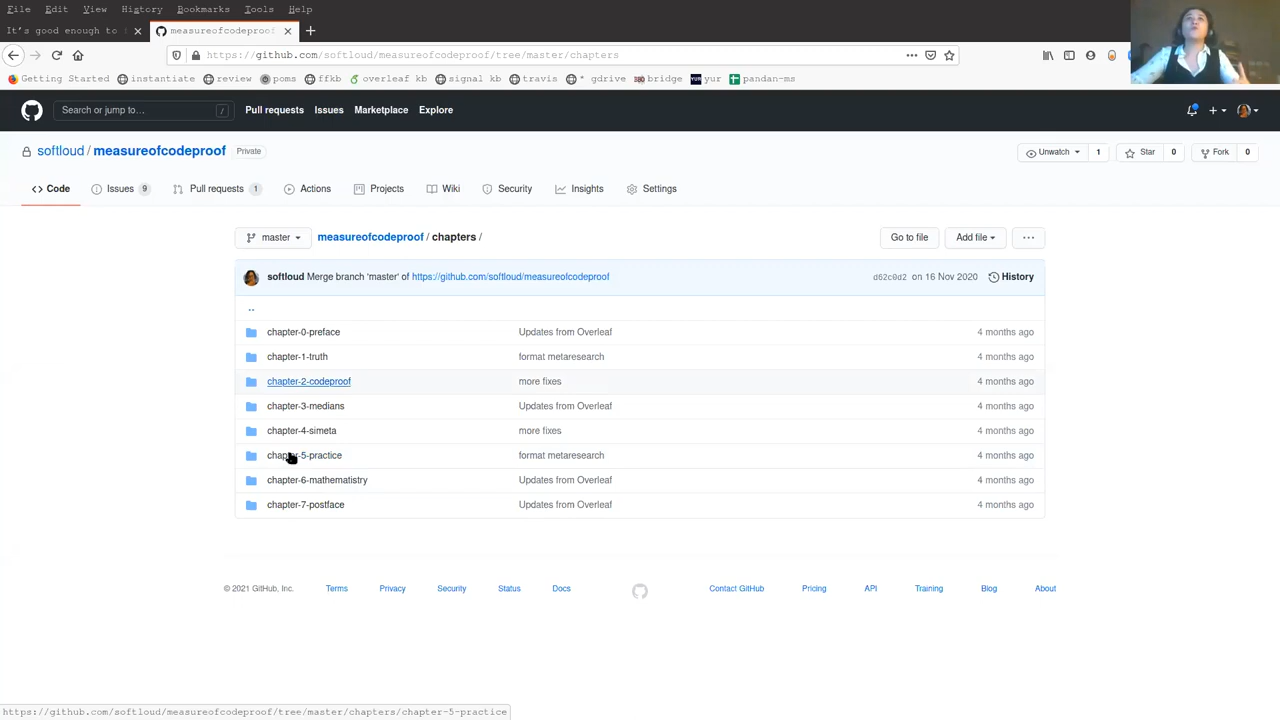 File Edit View History Bookmarks Tools Help
It's good enough to
measureofcodeproof
https://github.com/softloud/measureofcodeproof/tree/master/chapters
Getting Started instantiate review poms ffkb overleaf kb signal kb travis * gdrive bridge YUR yur pandan-ms
Search or jump to… / Pull requests Issues Marketplace Explore
softloud / measureofcodeproof Private
Unwatch 1 Star 0 Fork 0
Code Issues 9 Pull requests 1 Actions Projects Wiki Security Insights Settings
master measureofcodeproof / chapters / Go to file Add file ...
softloud Merge branch 'master' of https://github.com/softloud/measureofcodeproof d62c0d2 on 16 Nov 2020 History
..
chapter-0-preface Updates from Overleaf 4 months ago
chapter-1-truth format metaresearch 4 months ago
chapter-2-codeproof more fixes 4 months ago
chapter-3-medians Updates from Overleaf 4 months ago
chapter-4-simeta more fixes 4 months ago
chapter-5-practice format metaresearch 4 months ago
chapter-6-mathematistry Updates from Overleaf 4 months ago
chapter-7-postface Updates from Overleaf 4 months ago
© 2021 GitHub, Inc. Terms Privacy Security Status Docs Contact GitHub Pricing API Training Blog About
https://github.com/softloud/measureofcodeproof/tree/master/chapters/chapter-5-practice